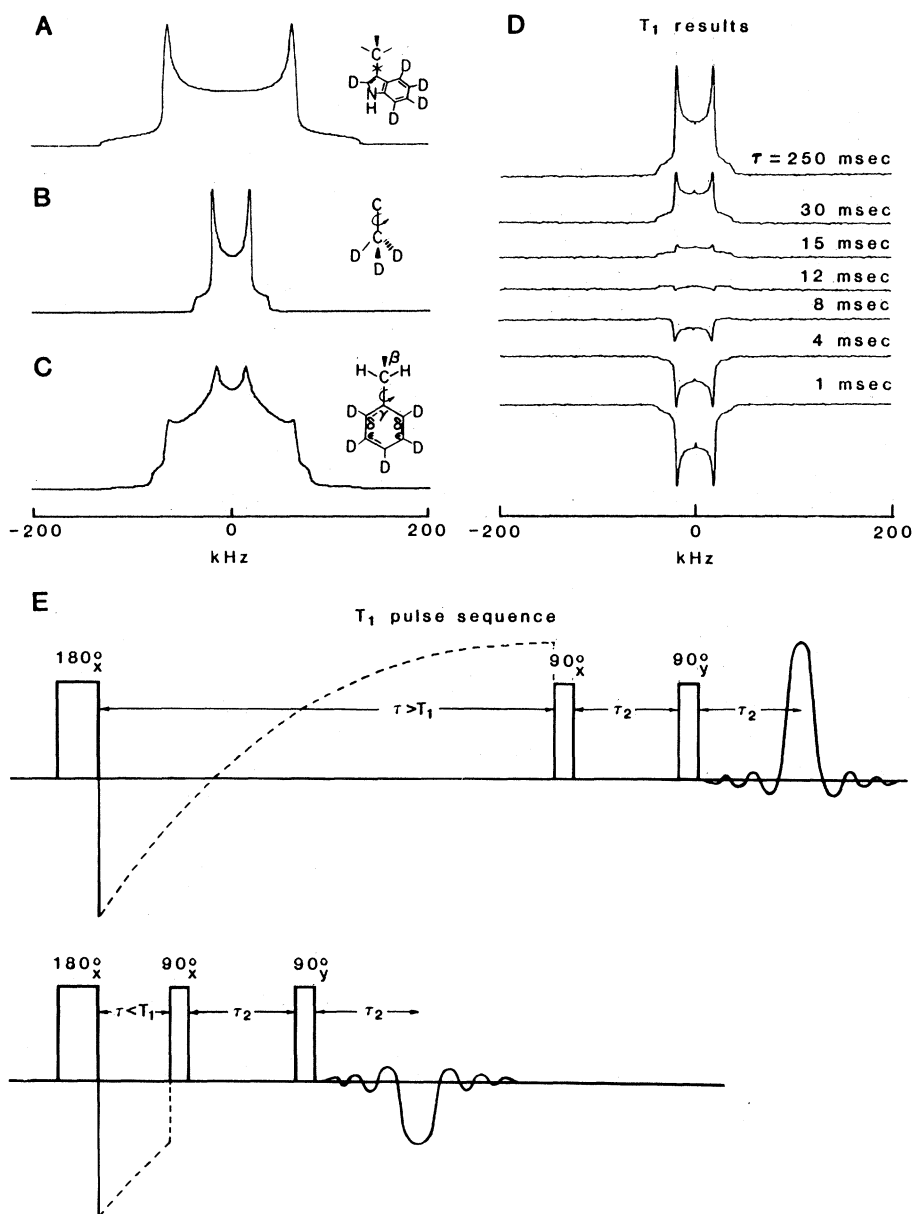 A
D
N
H
D
D
D
D
B
C
C
D
D
D
C
β
H
C
H
γ
D
D
δ
δ
D
D
D
-200
0
200
kHz
D
T₁ results
τ = 250 msec
30 msec
15 msec
12 msec
8 msec
4 msec
1 msec
-200
0
200
kHz
E
T₁ pulse sequence
180°x
90°x
90°y
τ>T₁
τ₂
τ₂
180°x
90°x
90°y
τ<T₁
τ₂
τ₂